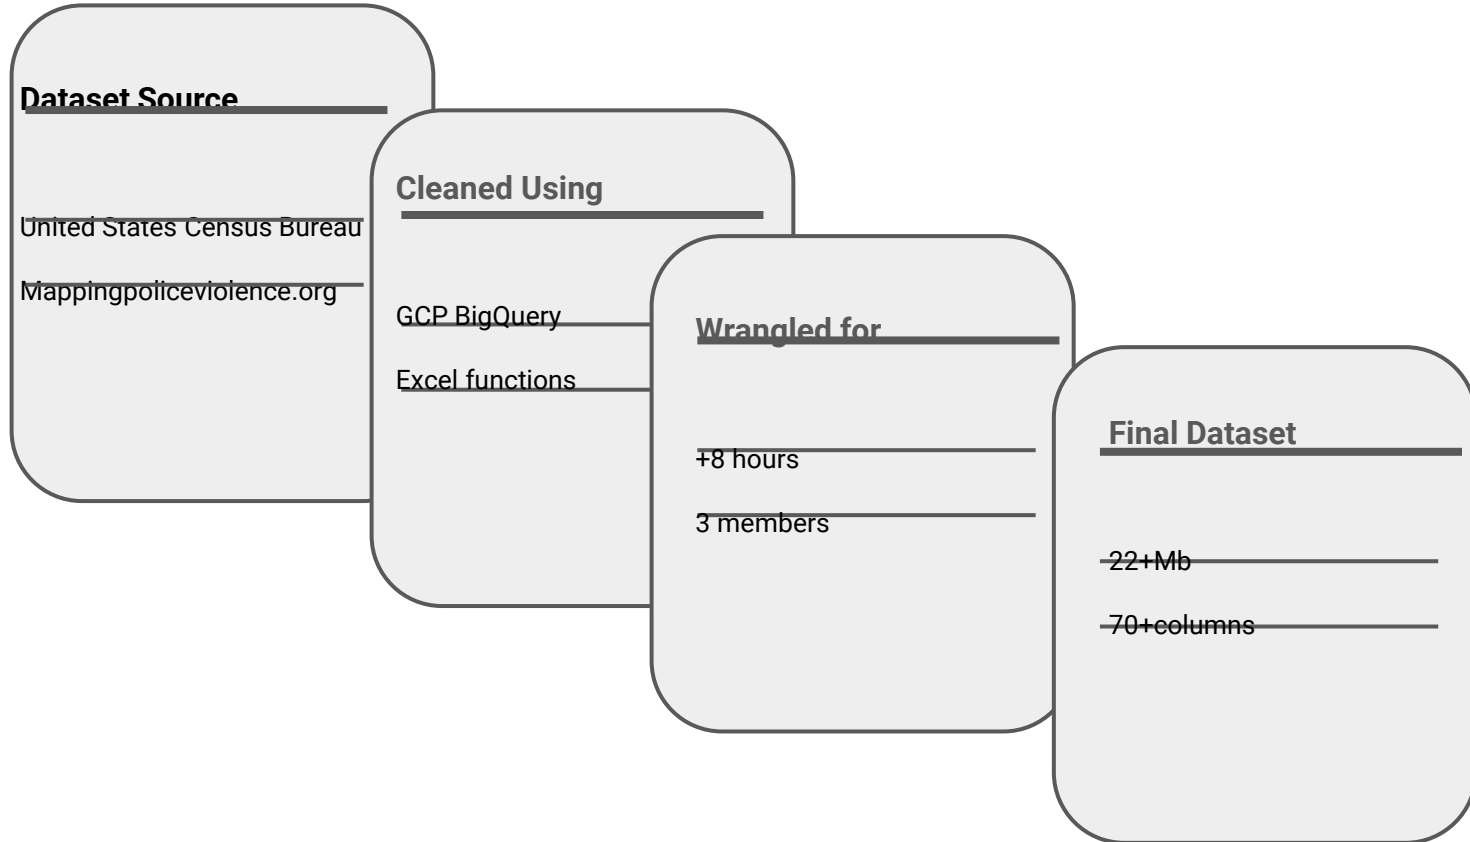 Dataset Source
United States Census Bureau
Mappingpoliceviolence.org
Cleaned Using
GCP BigQuery
Excel functions
Wrangled for
+8 hours
3 members
Final Dataset
22+Mb
70+columns